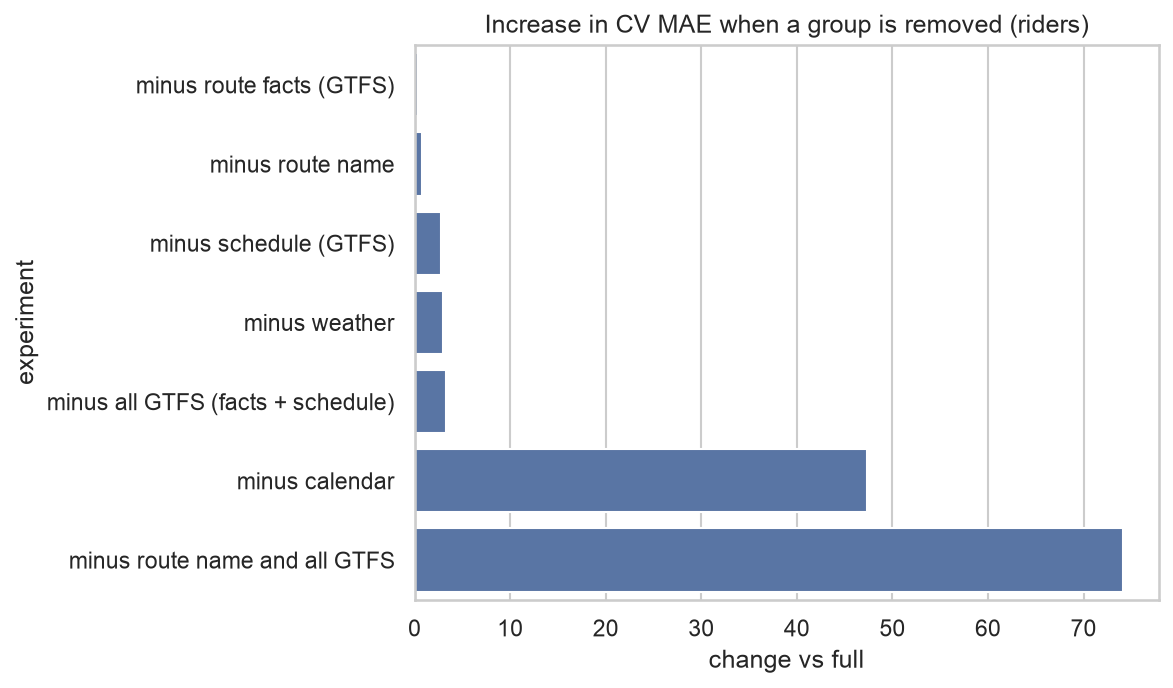 Increase in CV MAE when a group is removed (riders)
experiment
minus route facts (GTFS)
minus route name
minus schedule (GTFS)
minus weather
minus all GTFS (facts + schedule)
minus calendar
minus route name and all GTFS
0 10 20 30 40 50 60 70
change vs full